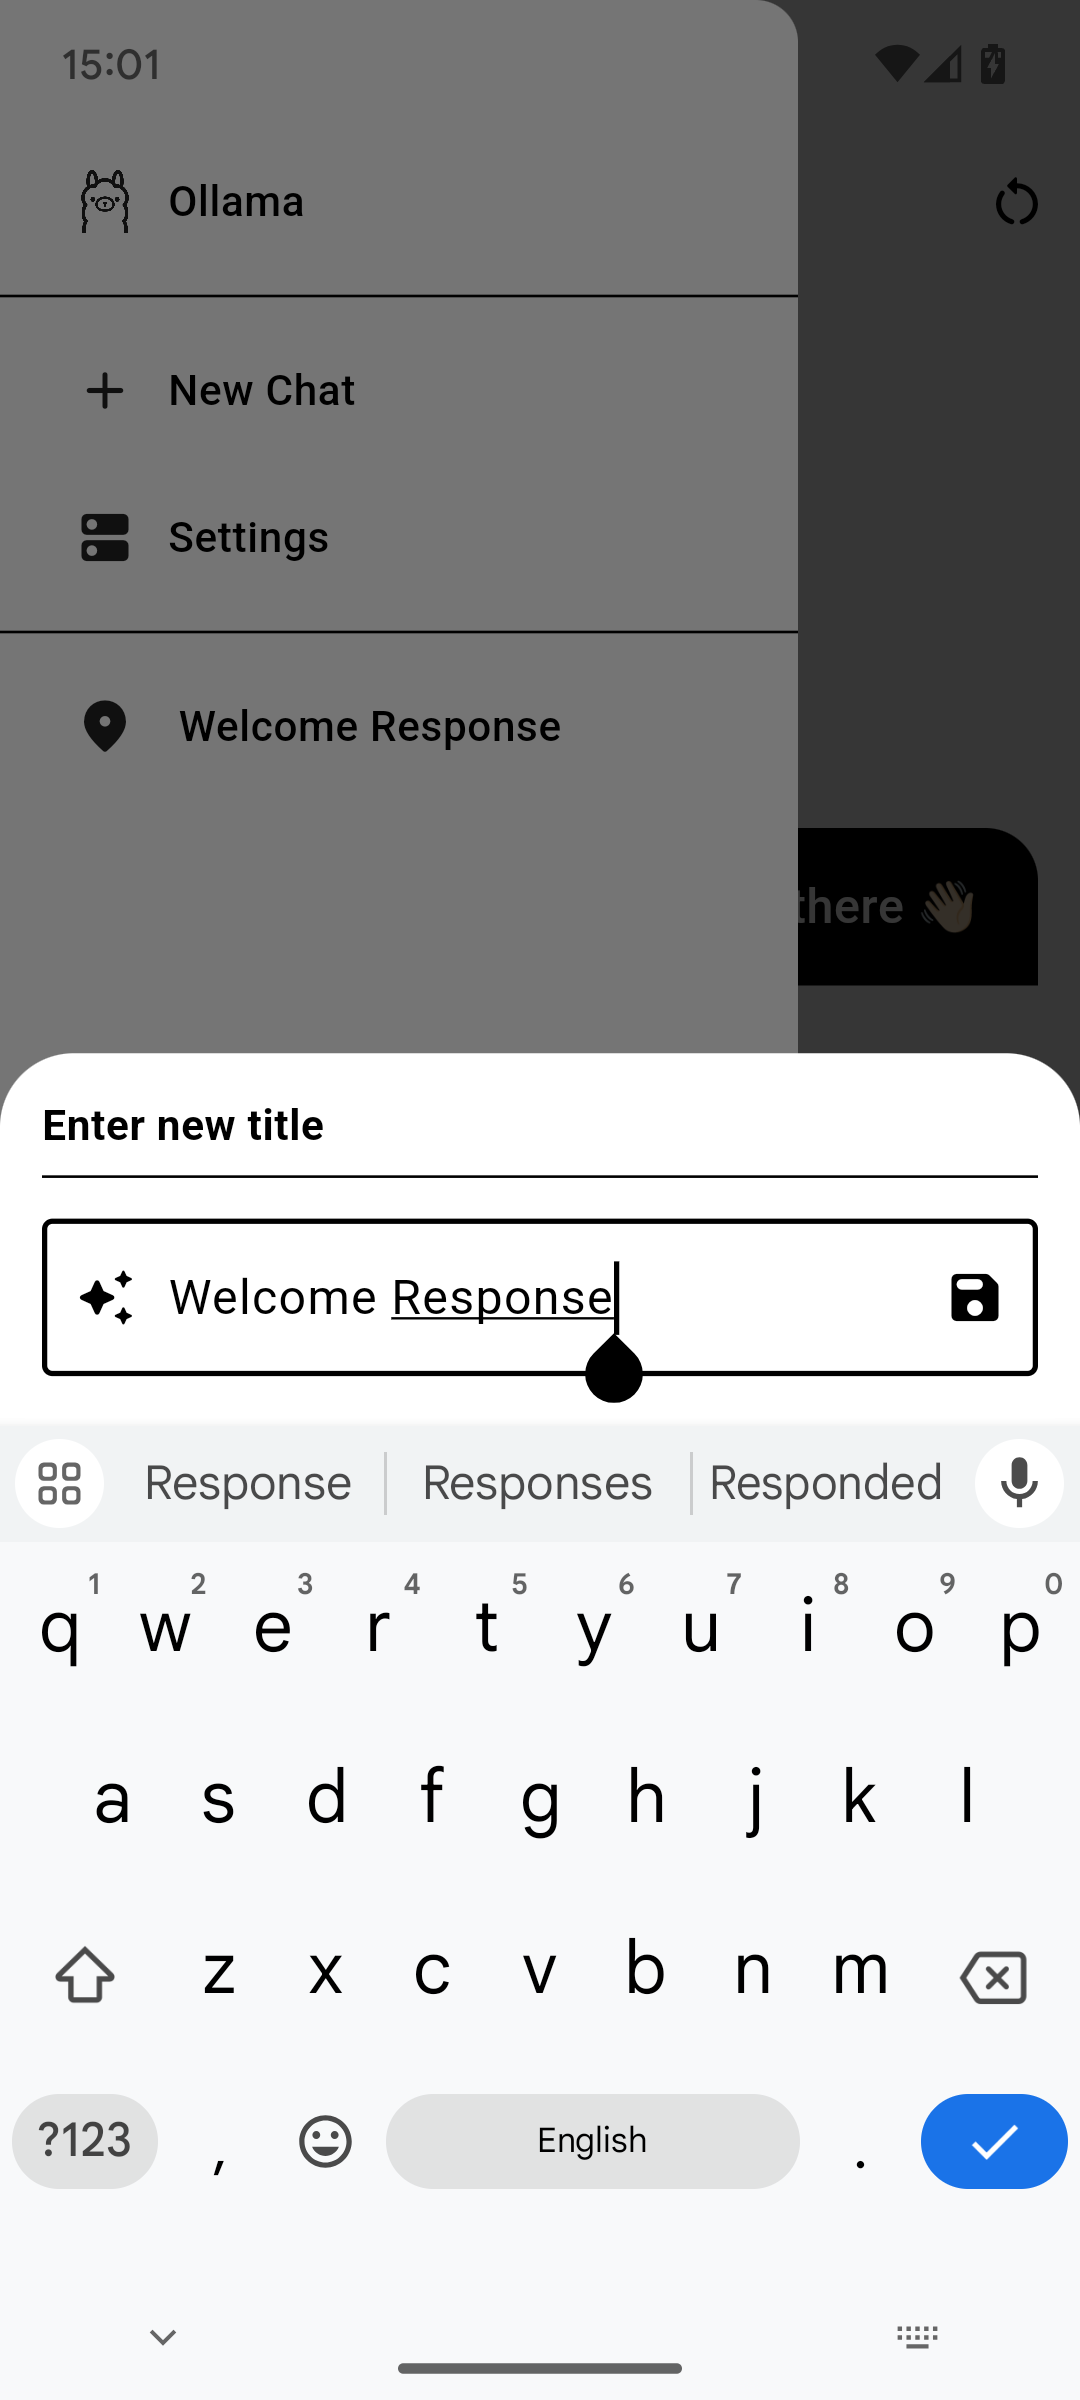 15:01
Ollama
New Chat
Settings
Welcome Response
there 👋
Enter new title
Welcome Response
Response Responses Responded
1 2 3 4 5 6 7 8 9 0
q w e r t y u i o p
a s d f g h j k l
z x c v b n m
?123 , English .